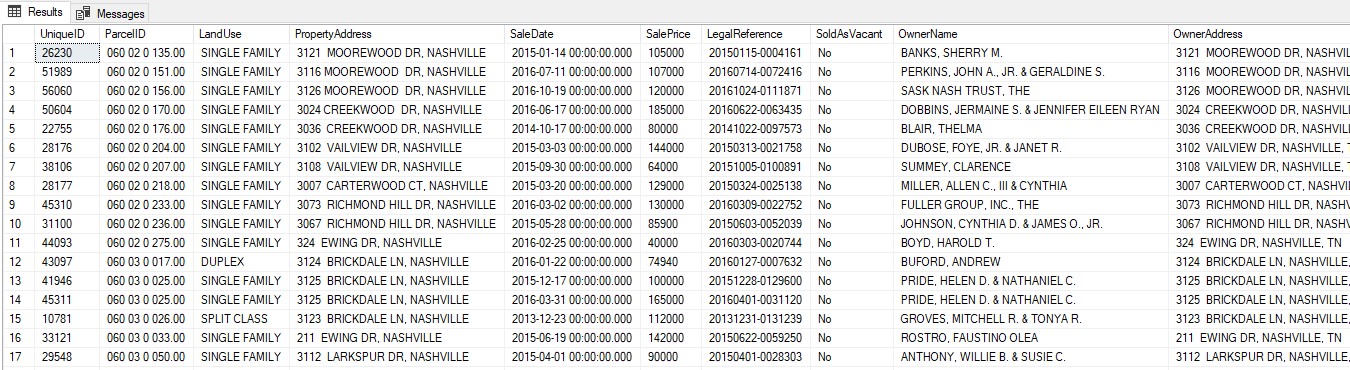 Results Messages
UniqueID ParcelID LandUse PropertyAddress SaleDate SalePrice LegalReference SoldAsVacant OwnerName OwnerAddress
1 26230 060 02 0 135.00 SINGLE FAMILY 3121 MOOREWOOD DR, NASHVILLE 2015-01-14 00:00:00.000 105000 20150115-0004161 No BANKS, SHERRY M. 3121 MOOREWOOD DR, NASHVILL
2 51989 060 02 0 151.00 SINGLE FAMILY 3116 MOOREWOOD DR, NASHVILLE 2016-07-11 00:00:00.000 107000 20160714-0072416 No PERKINS, JOHN A., JR. & GERALDINE S. 3116 MOOREWOOD DR, NASHVILL
3 56060 060 02 0 156.00 SINGLE FAMILY 3126 MOOREWOOD DR, NASHVILLE 2016-10-19 00:00:00.000 120000 20161024-0111871 No SASK NASH TRUST, THE 3126 MOOREWOOD DR, NASHVILL
4 50604 060 02 0 170.00 SINGLE FAMILY 3024 CREEKWOOD DR, NASHVILLE 2016-06-17 00:00:00.000 185000 20160622-0063435 No DOBBINS, JERMAINE S. & JENNIFER EILEEN RYAN 3024 CREEKWOOD DR, NASHVILLE
5 22755 060 02 0 176.00 SINGLE FAMILY 3036 CREEKWOOD DR, NASHVILLE 2014-10-17 00:00:00.000 80000 20141022-0097573 No BLAIR, THELMA 3036 CREEKWOOD DR, NASHVILLE
6 28176 060 02 0 204.00 SINGLE FAMILY 3102 VAILVIEW DR, NASHVILLE 2015-03-03 00:00:00.000 144000 20150313-0021758 No DUBOSE, FOYE, JR. & JANET R. 3102 VAILVIEW DR, NASHVILLE,
7 38106 060 02 0 207.00 SINGLE FAMILY 3108 VAILVIEW DR, NASHVILLE 2015-09-30 00:00:00.000 64000 20151005-0100891 No SUMMEY, CLARENCE 3108 VAILVIEW DR, NASHVILLE,
8 28177 060 02 0 218.00 SINGLE FAMILY 3007 CARTERWOOD CT, NASHVILLE 2015-03-20 00:00:00.000 129000 20150324-0025138 No MILLER, ALLEN C., III & CYNTHIA 3007 CARTERWOOD CT, NASHVIL
9 45310 060 02 0 233.00 SINGLE FAMILY 3073 RICHMOND HILL DR, NASHVILLE 2016-03-02 00:00:00.000 130000 20160309-0022752 No FULLER GROUP, INC., THE 3073 RICHMOND HILL DR, NASHV
10 31100 060 02 0 236.00 SINGLE FAMILY 3067 RICHMOND HILL DR, NASHVILLE 2015-05-28 00:00:00.000 85900 20150603-0052039 No JOHNSON, CYNTHIA D. & JAMES O., JR. 3067 RICHMOND HILL DR, NASHV
11 44093 060 02 0 275.00 SINGLE FAMILY 324 EWING DR, NASHVILLE 2016-02-25 00:00:00.000 40000 20160303-0020744 No BOYD, HAROLD T. 324 EWING DR, NASHVILLE, TN
12 43097 060 03 0 017.00 DUPLEX 3124 BRICKDALE LN, NASHVILLE 2016-01-22 00:00:00.000 74940 20160127-0007632 No BUFORD, ANDREW 3124 BRICKDALE LN, NASHVILLE
13 41946 060 03 0 025.00 SINGLE FAMILY 3125 BRICKDALE LN, NASHVILLE 2015-12-17 00:00:00.000 100000 20151228-0129600 No PRIDE, HELEN D. & NATHANIEL C. 3125 BRICKDALE LN, NASHVILLE
14 45311 060 03 0 025.00 SINGLE FAMILY 3125 BRICKDALE LN, NASHVILLE 2016-03-31 00:00:00.000 165000 20160401-0031120 No PRIDE, HELEN D. & NATHANIEL C. 3125 BRICKDALE LN, NASHVILLE
15 10781 060 03 0 026.00 SPLIT CLASS 3123 BRICKDALE LN, NASHVILLE 2013-12-23 00:00:00.000 112000 20131231-0131239 No GROVES, MITCHELL R. & TONYA R. 3123 BRICKDALE LN, NASHVILLE
16 33121 060 03 0 033.00 SINGLE FAMILY 211 EWING DR, NASHVILLE 2015-06-19 00:00:00.000 142000 20150622-0059250 No ROSTRO, FAUSTINO OLEA 211 EWING DR, NASHVILLE, TN
17 29548 060 03 0 050.00 SINGLE FAMILY 3112 LARKSPUR DR, NASHVILLE 2015-04-01 00:00:00.000 90000 20150401-0028303 No ANTHONY, WILLIE B. & SUSIE C. 3112 LARKSPUR DR, NASHVILLE,